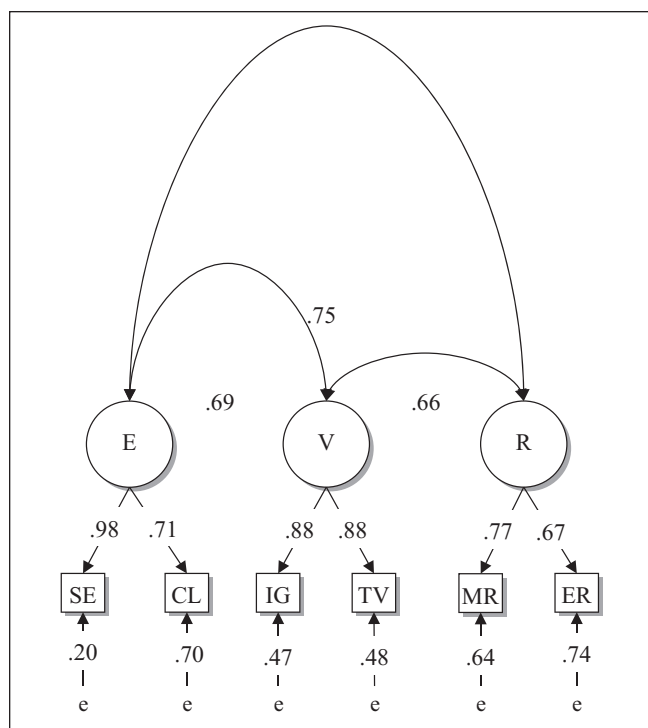 .75
.69 .66
E V R
.98 .71 .88 .88 .77 .67
SE CL IG TV MR ER
.20 .70 .47 .48 .64 .74
e e e e e e